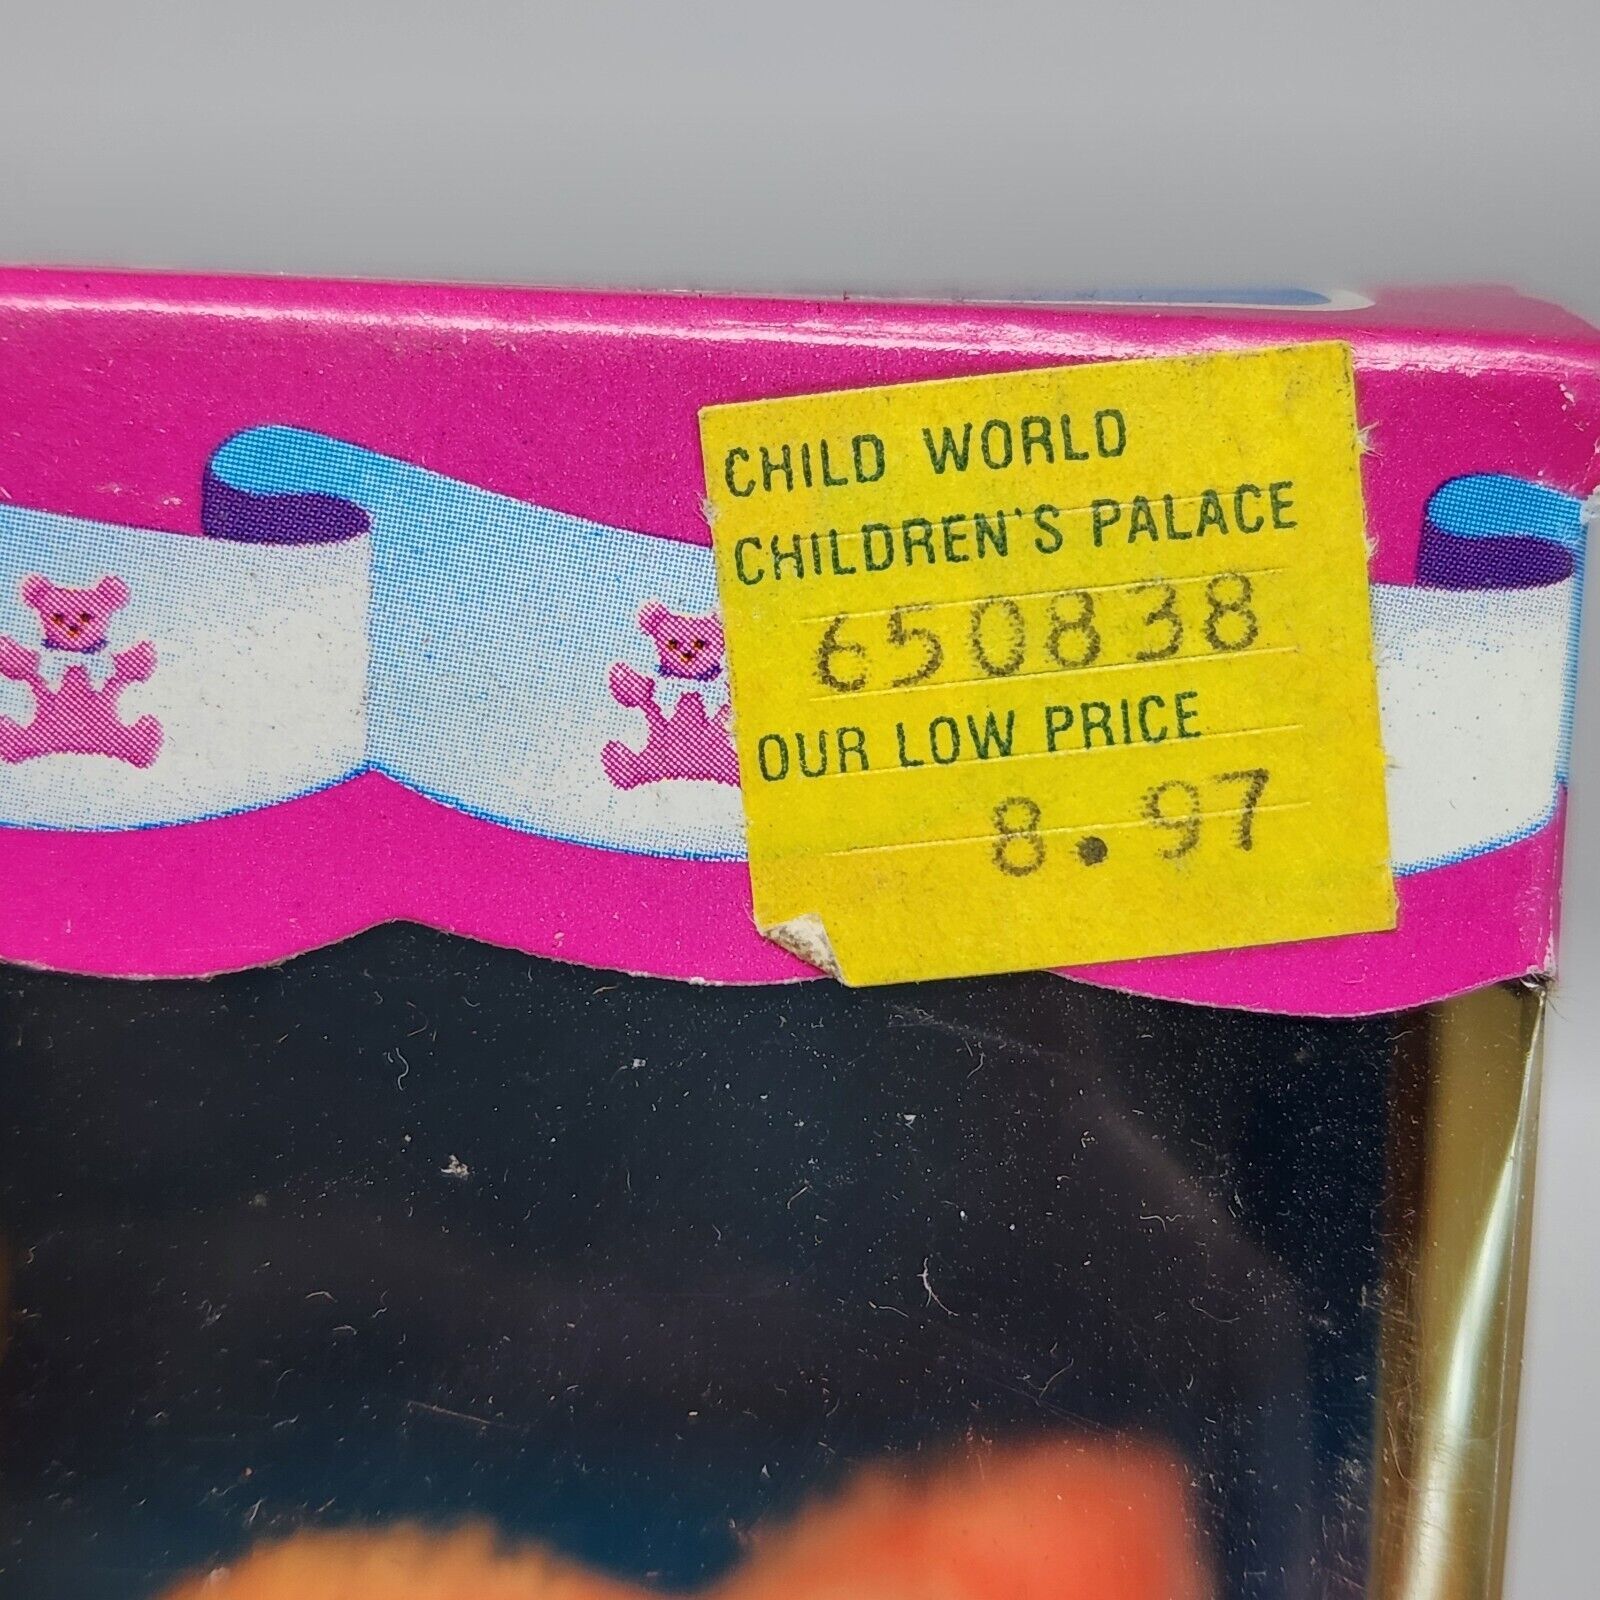 CHILD WORLD
CHILDREN'S PALACE
650838
OUR LOW PRICE
8.97